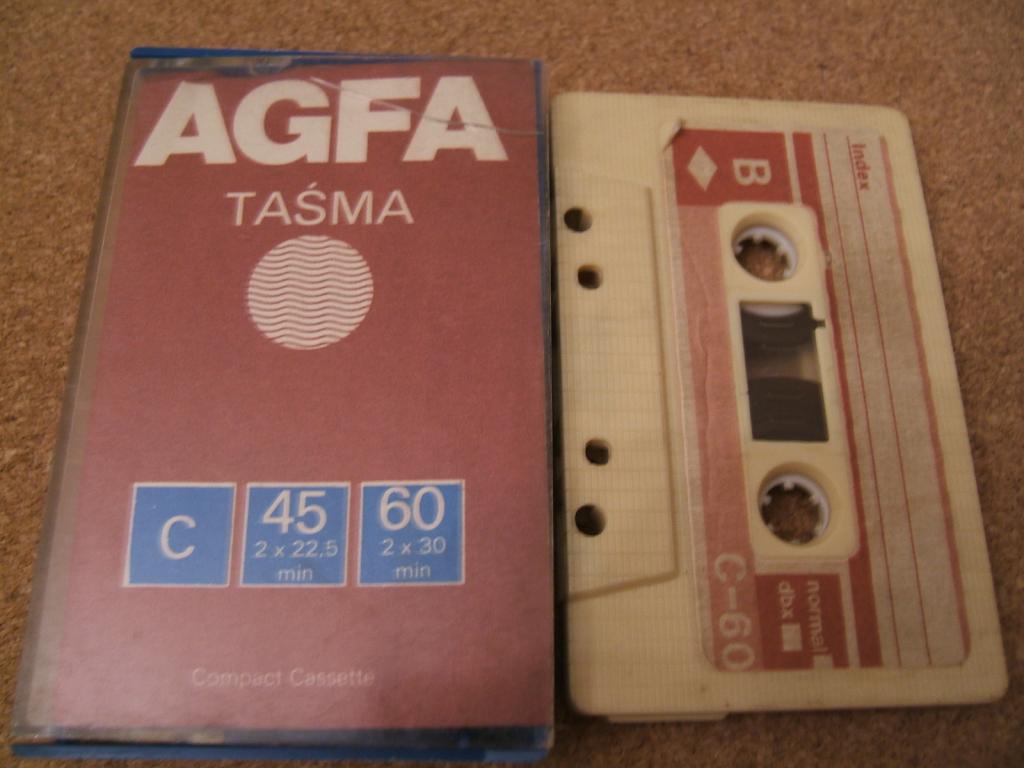 AGFA
TAŚMA
C
45
2 x 22,5
min
60
2 x 30
min
Compact Cassette
B
Index
C-60
normal
dbx